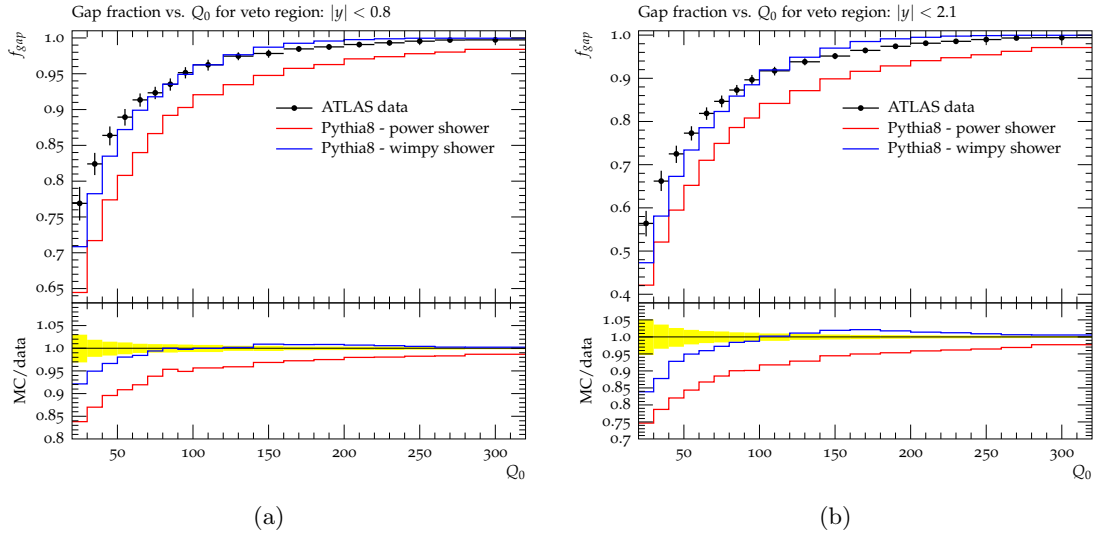 Gap fraction vs. Q0 for veto region: |y| < 0.8
fgap
1.0
0.95
0.9
0.85
0.8
0.75
0.7
0.65
ATLAS data
Pythia8 - power shower
Pythia8 - wimpy shower
MC/data
1.05
1.0
0.95
0.90
0.85
0.8
50 100 150 200 250 300
Q0
(a)
Gap fraction vs. Q0 for veto region: |y| < 2.1
fgap
1.0
0.9
0.8
0.7
0.6
0.5
0.4
ATLAS data
Pythia8 - power shower
Pythia8 - wimpy shower
MC/data
1.05
1.0
0.95
0.90
0.85
0.8
0.75
0.7
50 100 150 200 250 300
Q0
(b)